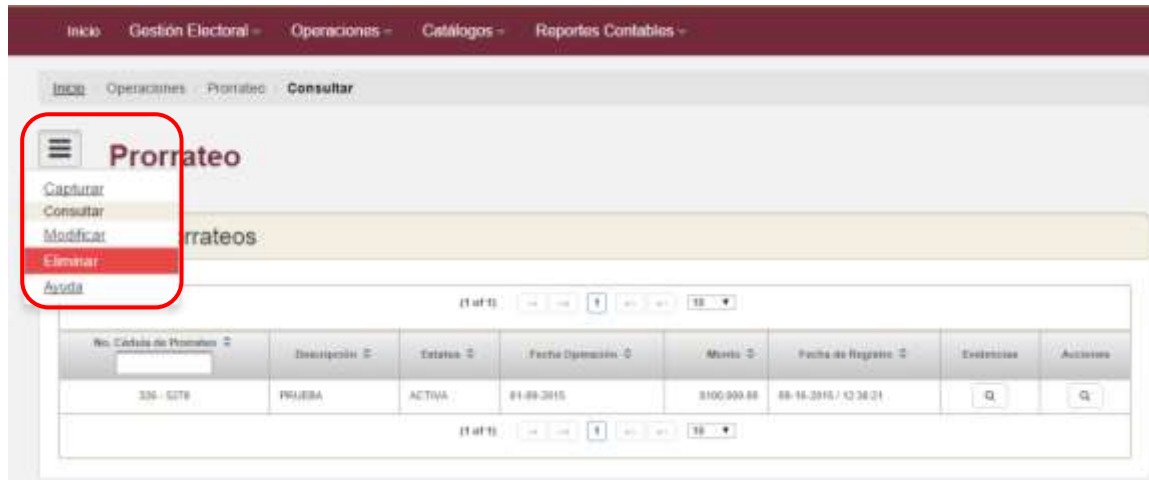 Inicio Gestión Electoral Operaciones Catálogos Reportes Contables
Inicio Operaciones Prorrateo Consultar
Prorrateo
Capturar
Consultar
Modificar
rrateos
Eliminar
Ayuda
(1 of 1) 1 10
No. Cédula de Prorrateo Descripción Estatus Fecha Operación Monto Fecha de Registro Evidencias Acciones
PRUEBA ACTIVA
(1 of 1) 1 10